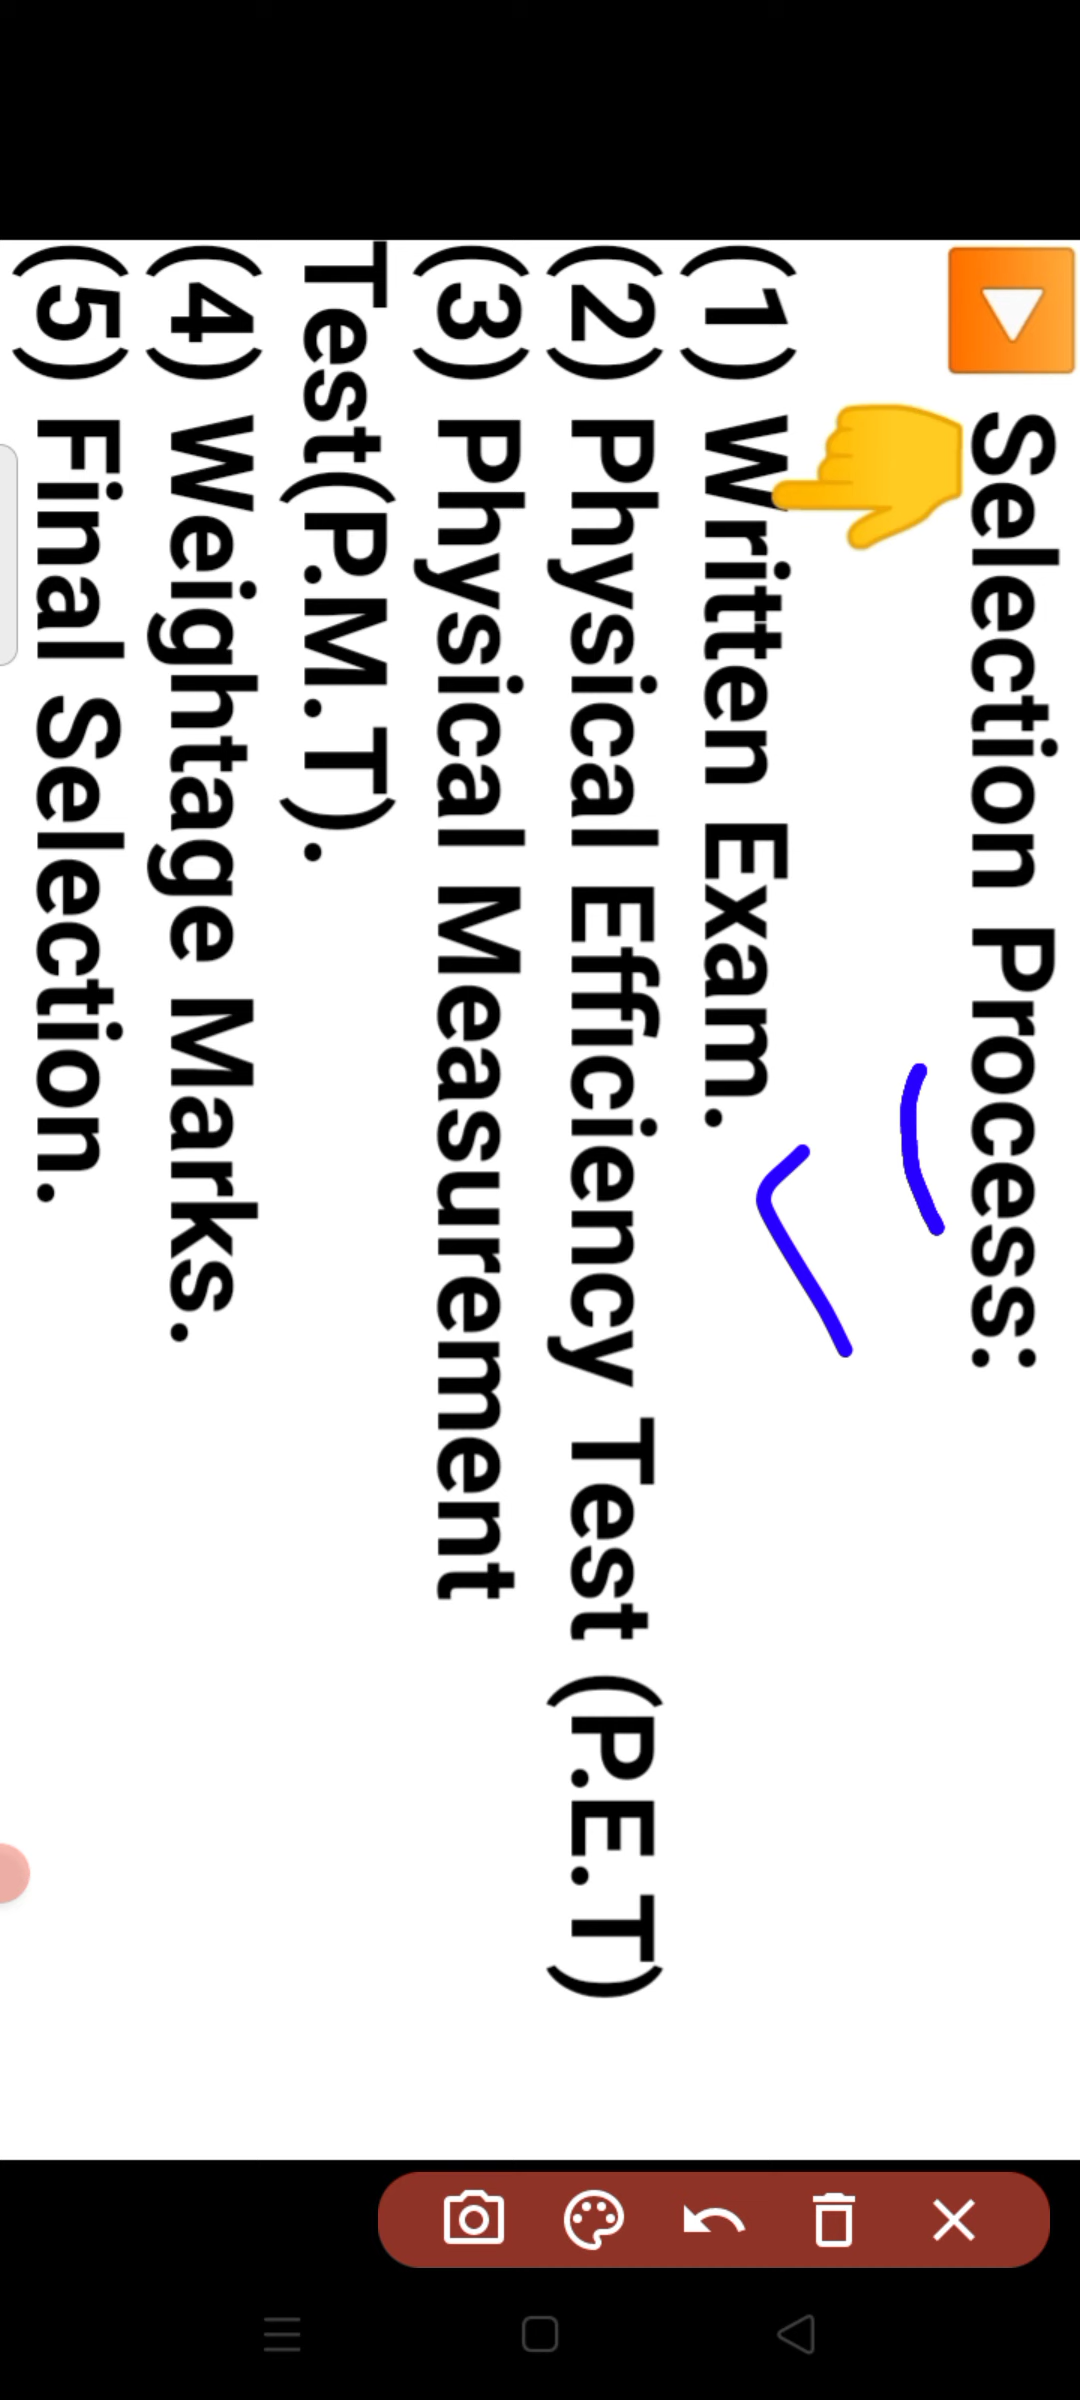 Selection Process:
(1) Written Exam.
(2) Physical Efficiency Test (P.E.T)
(3) Physical Measurement
Test(P.M.T).
(4) Weightage Marks.
(5) Final Selection.